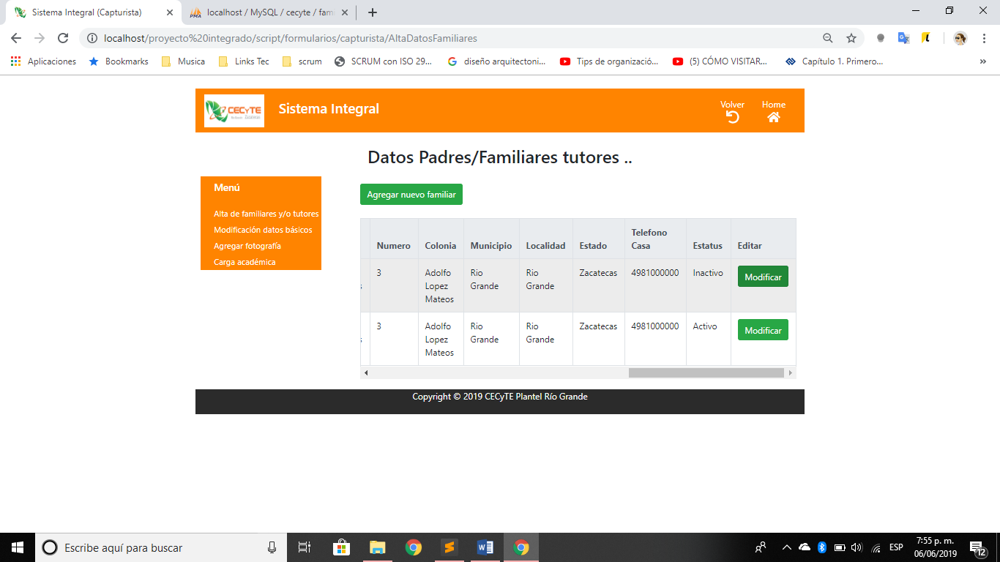 Sistema Integral (Capturista)
localhost / MySQL / cecyte / fam
localhost/proyecto%20integrado/script/formularios/capturista/AltaDatosFamiliares
Aplicaciones
Bookmarks
Musica
Links Tec
scrum
SCRUM con ISO 29...
diseño arquitectoni...
Tips de organizació...
(5) CÓMO VISITAR...
Capítulo 1. Primero...
»
CECyTE
Zacatecas
Sistema Integral
Volver
Home
Datos Padres/Familiares tutores ..
Menú
Alta de familiares y/o tutores
Modificación datos básicos
Agregar fotografía
Carga académica
Agregar nuevo familiar
Numero
Colonia
Municipio
Localidad
Estado
Telefono
Casa
Estatus
Editar
3
Adolfo
Lopez
Mateos
Rio
Grande
Rio
Grande
Zacatecas
4981000000
Inactivo
Modificar
3
Adolfo
Lopez
Mateos
Rio
Grande
Rio
Grande
Zacatecas
4981000000
Activo
Modificar
Copyright © 2019 CECyTE Plantel Río Grande
Escribe aquí para buscar
ESP
7:55 p. m.
06/06/2019
12